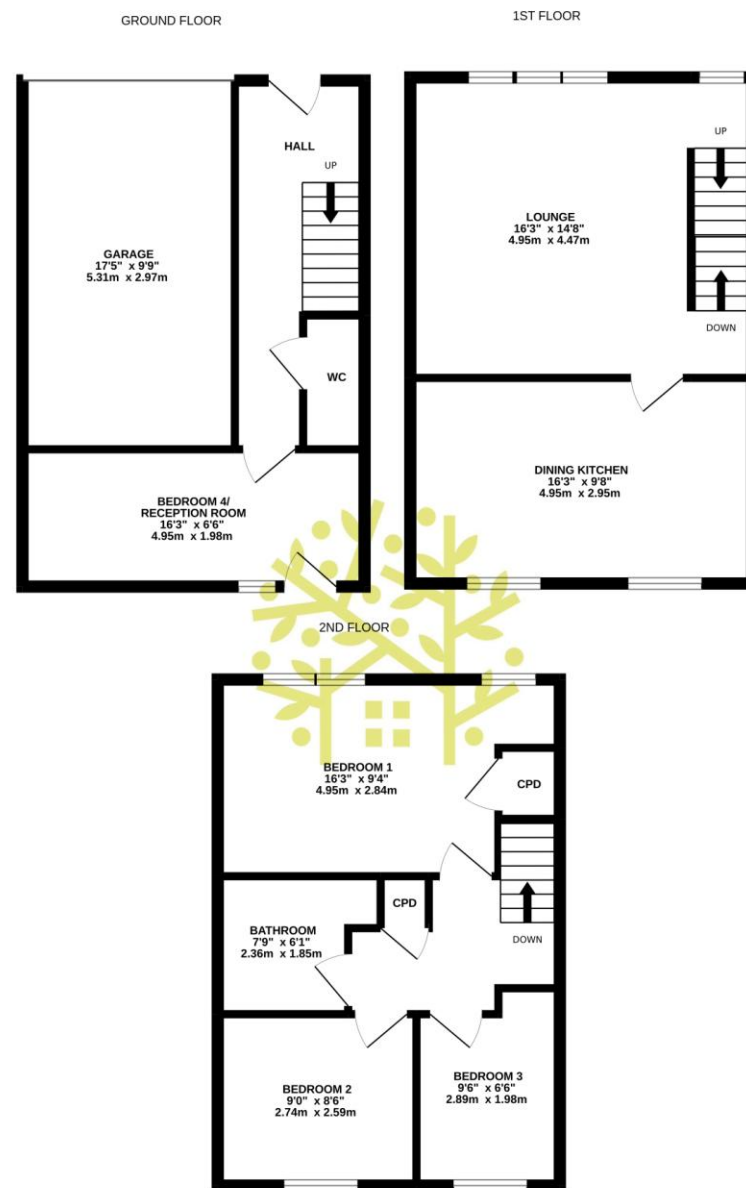 GROUND FLOOR
HALL
UP
GARAGE
17'5" x 9'9"
5.31m x 2.97m
WC
BEDROOM 4/
RECEPTION ROOM
16'3" x 6'6"
4.95m x 1.98m
1ST FLOOR
UP
LOUNGE
16'3" x 14'8"
4.95m x 4.47m
DOWN
DINING KITCHEN
16'3" x 9'8"
4.95m x 2.95m
2ND FLOOR
BEDROOM 1
16'3" x 9'4"
4.95m x 2.84m
CPD
CPD
BATHROOM
7'9" x 6'1"
2.36m x 1.85m
DOWN
BEDROOM 2
9'0" x 8'6"
2.74m x 2.59m
BEDROOM 3
9'6" x 6'6"
2.89m x 1.98m